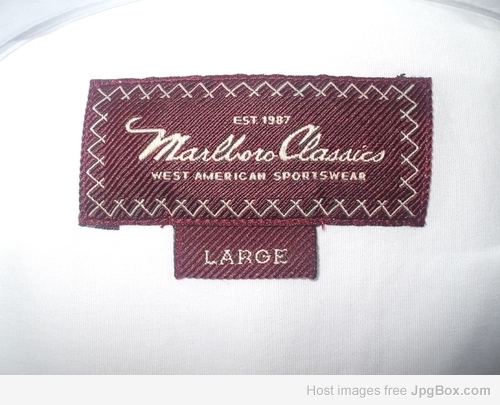 EST 1987
Marlboro Classics
WEST AMERICAN SPORTSWEAR
LARGE
Host images free JpgBox.com